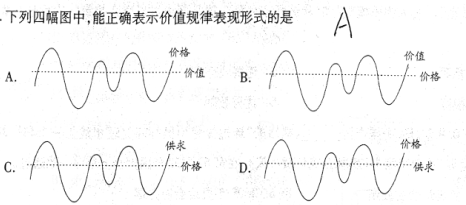 .下列四幅图中,能正确表示价值规律表现形式的是 A
A. 价格 价值
B. 价值 价格
C. 供求 价格
D. 价格 供求